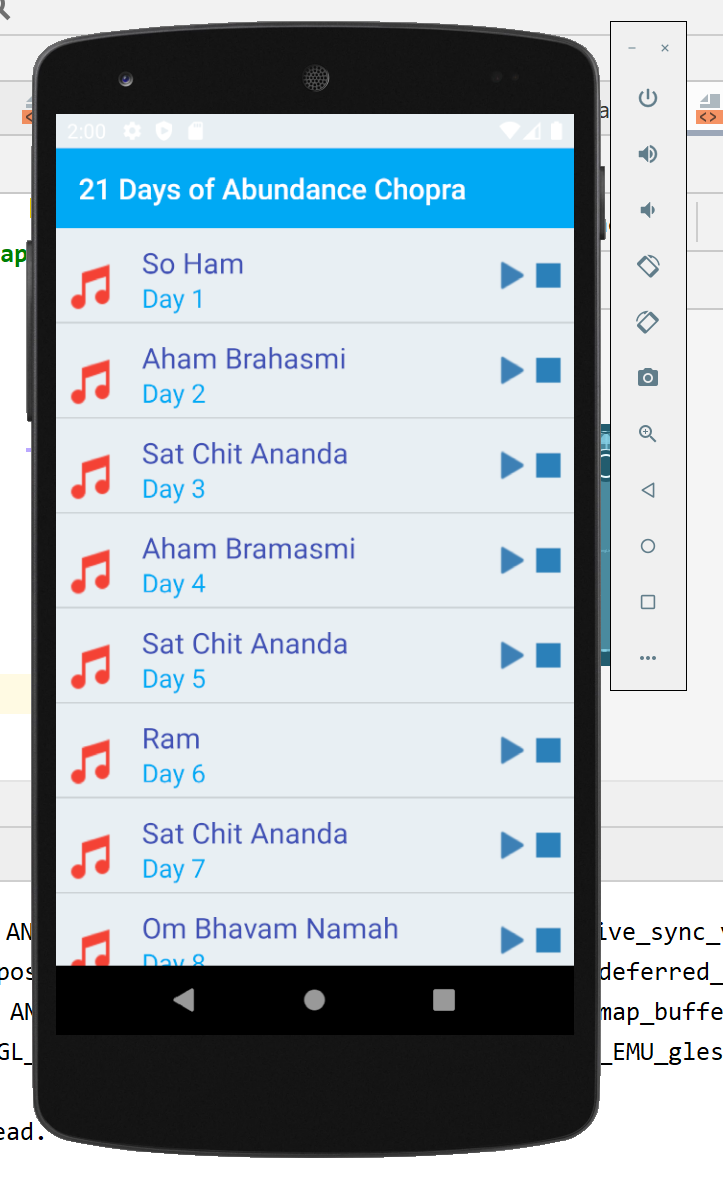 2:00
21 Days of Abundance Chopra
So Ham
Day 1
Aham Brahasmi
Day 2
Sat Chit Ananda
Day 3
Aham Bramasmi
Day 4
Sat Chit Ananda
Day 5
Ram
Day 6
Sat Chit Ananda
Day 7
Om Bhavam Namah
Day 8
ap
a
<>
AN
ive_sync_
pos
deferred_
AN
map_buffe
GL_
_EMU_gles
ead.